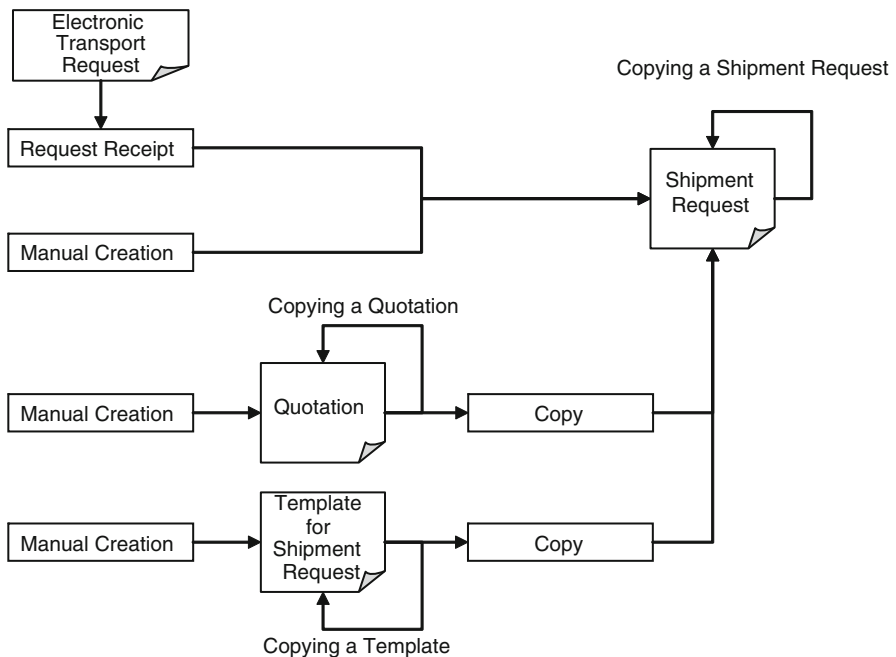 Electronic
Transport
Request
Copying a Shipment Request
Request Receipt
Shipment
Request
Manual Creation
Copying a Quotation
Manual Creation
Quotation
Copy
Template
for
Shipment
Request
Manual Creation
Copy
Copying a Template